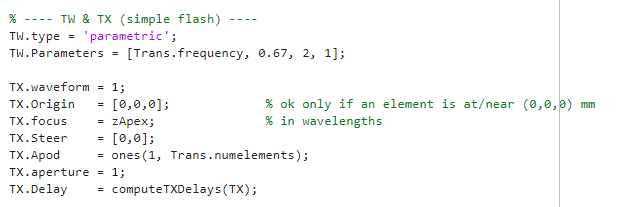 % ---- TW & TX (simple flash) ----
TW.type = 'parametric';
TW.Parameters = [Trans.frequency, 0.67, 2, 1];
TX.waveform = 1;
TX.Origin   = [0,0,0];             % ok only if an element is at/near (0,0,0) mm
TX.focus    = zApex;               % in wavelengths
TX.Steer    = [0,0];
TX.Apod     = ones(1, Trans.numelements);
TX.aperture = 1;
TX.Delay    = computeTXDelays(TX);